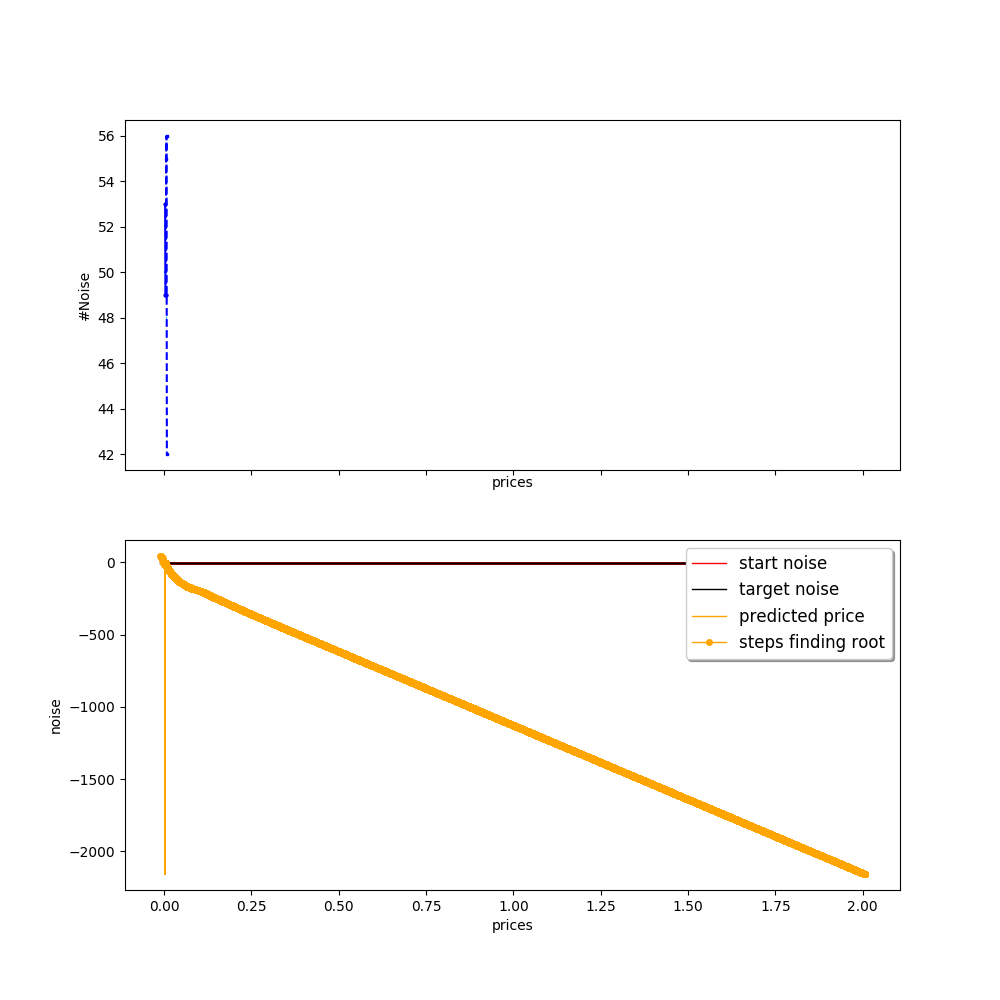 56
54
52
50
48
46
44
42
#Noise
prices
0
−500
−1000
−1500
−2000
noise
start noise
target noise
predicted price
steps finding root
0.00 0.25 0.50 0.75 1.00 1.25 1.50 1.75 2.00
prices